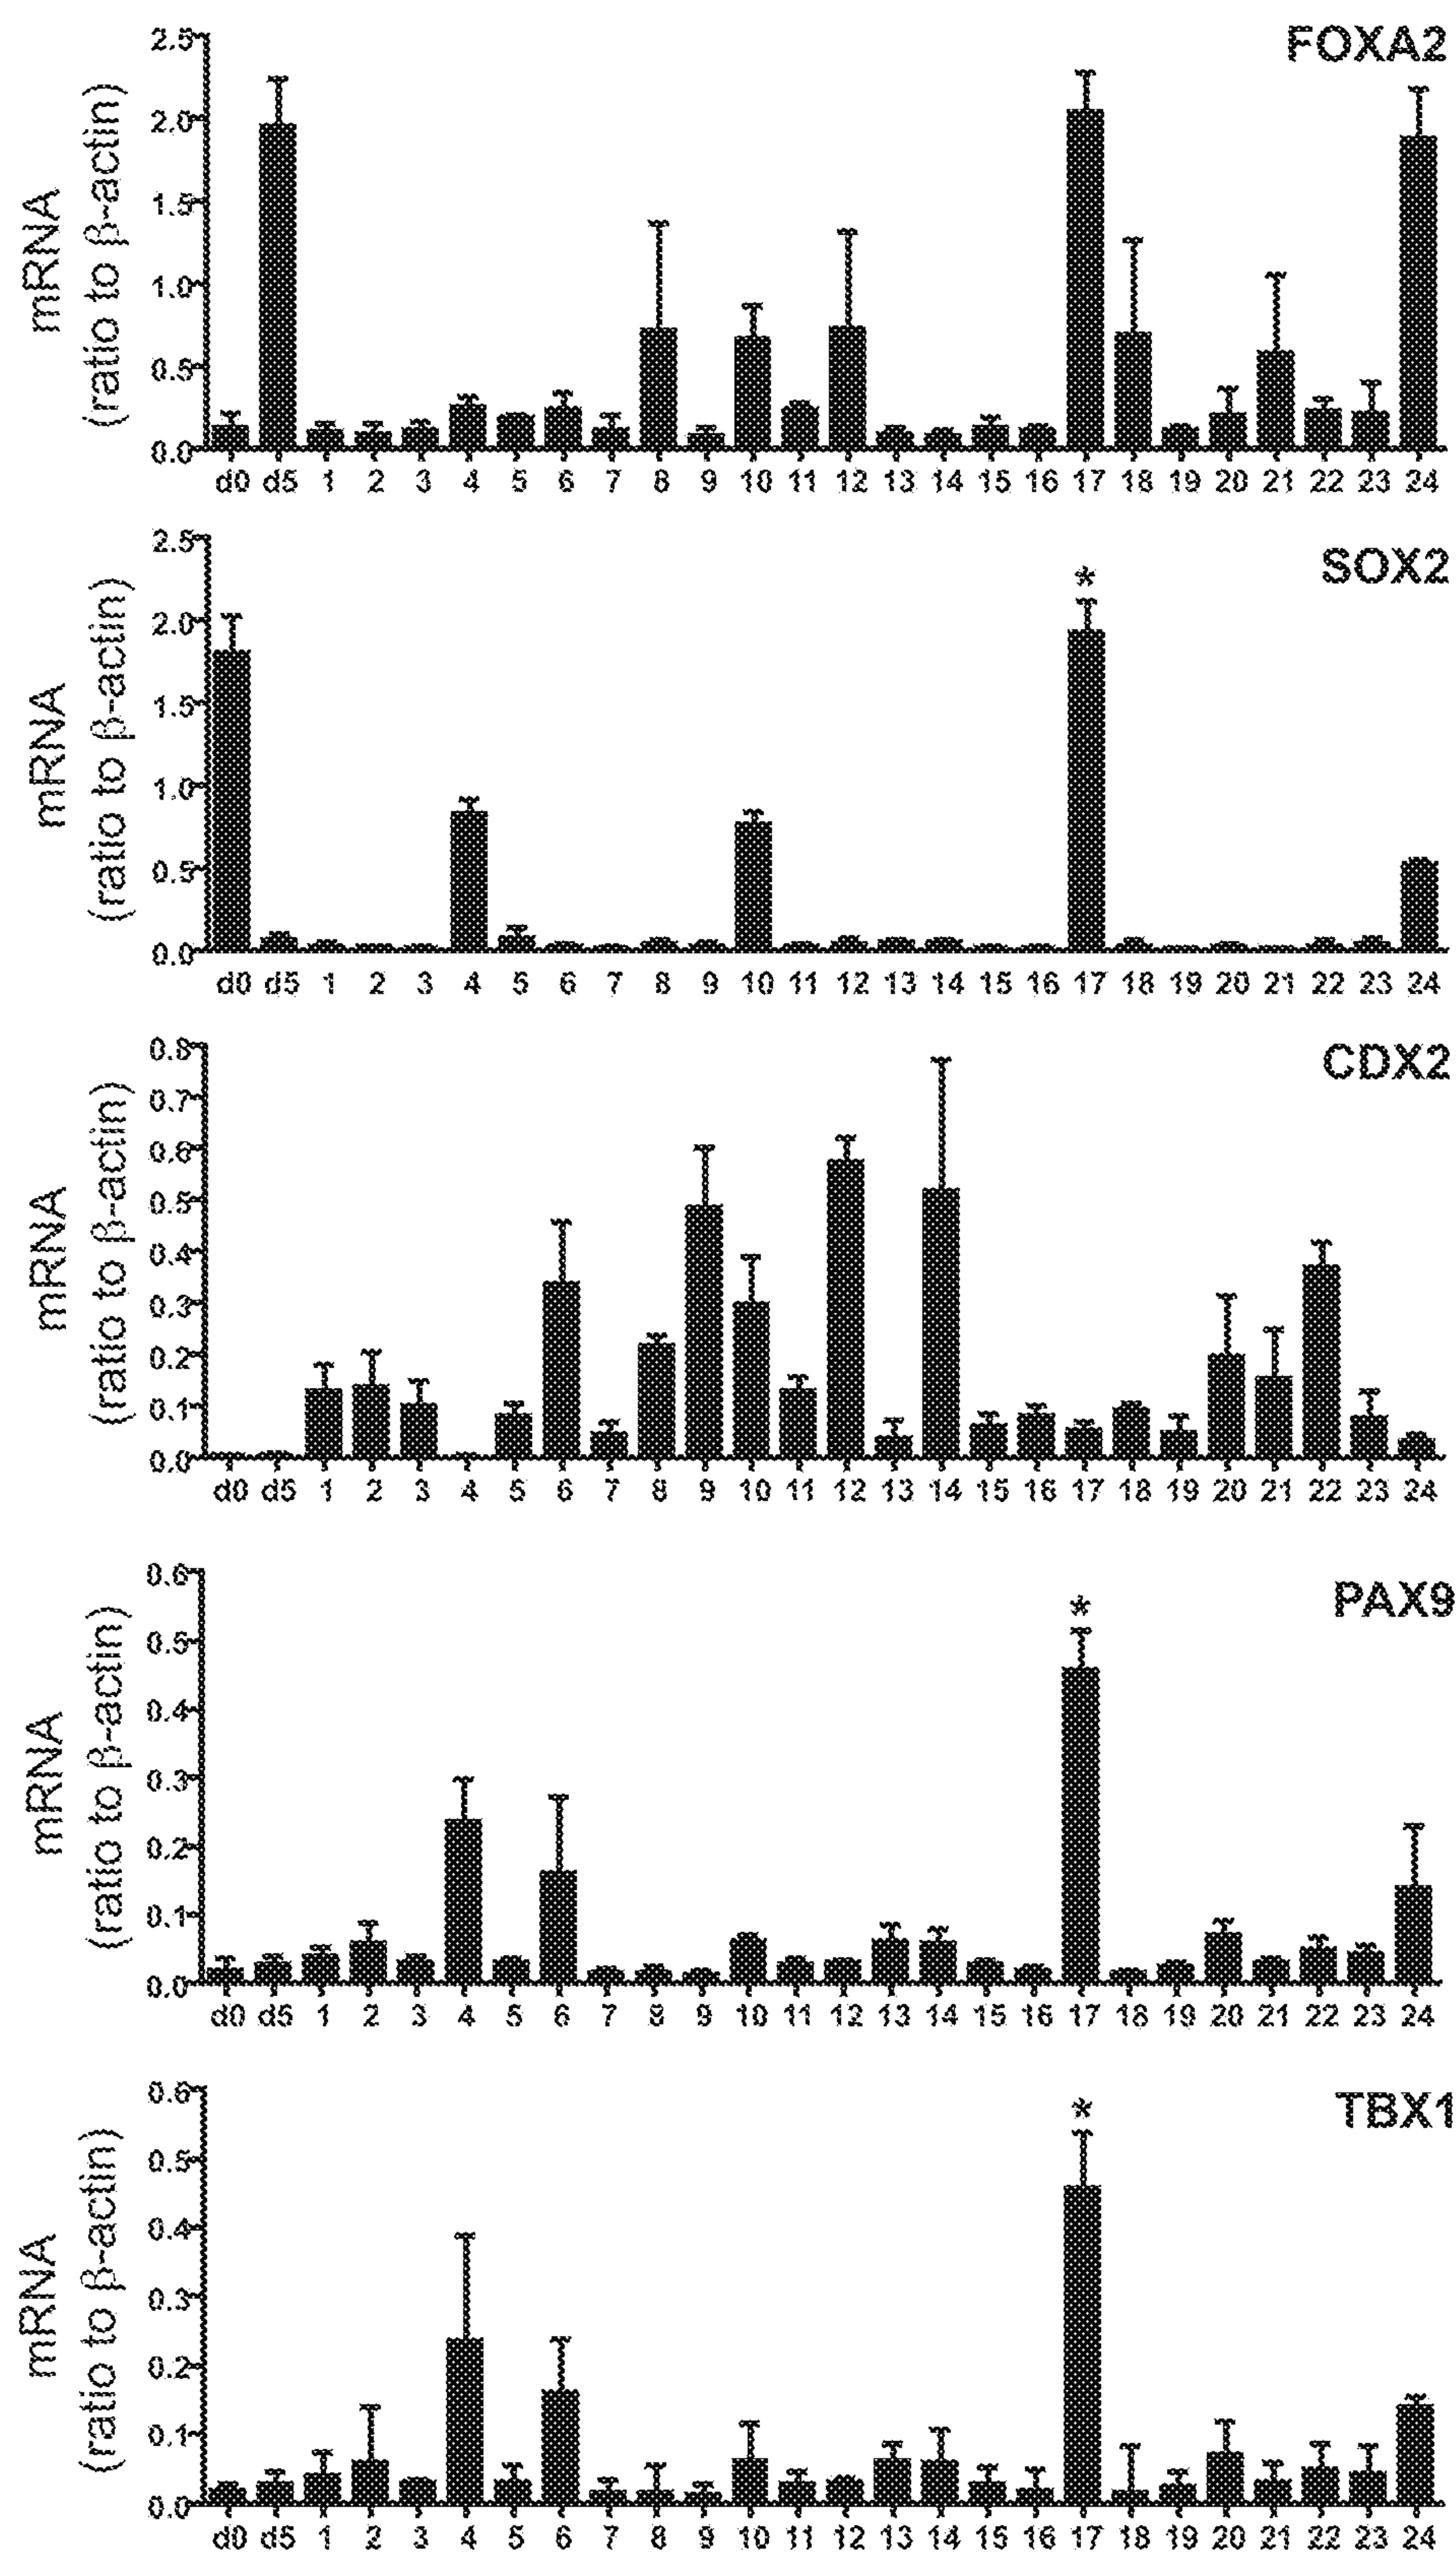 FOXA2
mRNA
(ratio to β-actin)
2.5
2.0
1.5
1.0
0.5
0.0
d0 d5 1 2 3 4 5 6 7 8 9 10 11 12 13 14 15 16 17 18 19 20 21 22 23 24
SOX2
mRNA
(ratio to β-actin)
2.5
*
2.0
1.5
1.0
0.5
0.0
d0 d5 1 2 3 4 5 6 7 8 9 10 11 12 13 14 15 16 17 18 19 20 21 22 23 24
CDX2
mRNA
(ratio to β-actin)
0.8
0.7
0.6
0.5
0.4
0.3
0.2
0.1
0.0
d0 d5 1 2 3 4 5 6 7 8 9 10 11 12 13 14 15 16 17 18 19 20 21 22 23 24
PAX9
mRNA
(ratio to β-actin)
0.6
*
0.5
0.4
0.3
0.2
0.1
0.0
d0 d5 1 2 3 4 5 6 7 8 9 10 11 12 13 14 15 16 17 18 19 20 21 22 23 24
TBX1
mRNA
(ratio to β-actin)
0.6
*
0.5
0.4
0.3
0.2
0.1
0.0
d0 d5 1 2 3 4 5 6 7 8 9 10 11 12 13 14 15 16 17 18 19 20 21 22 23 24